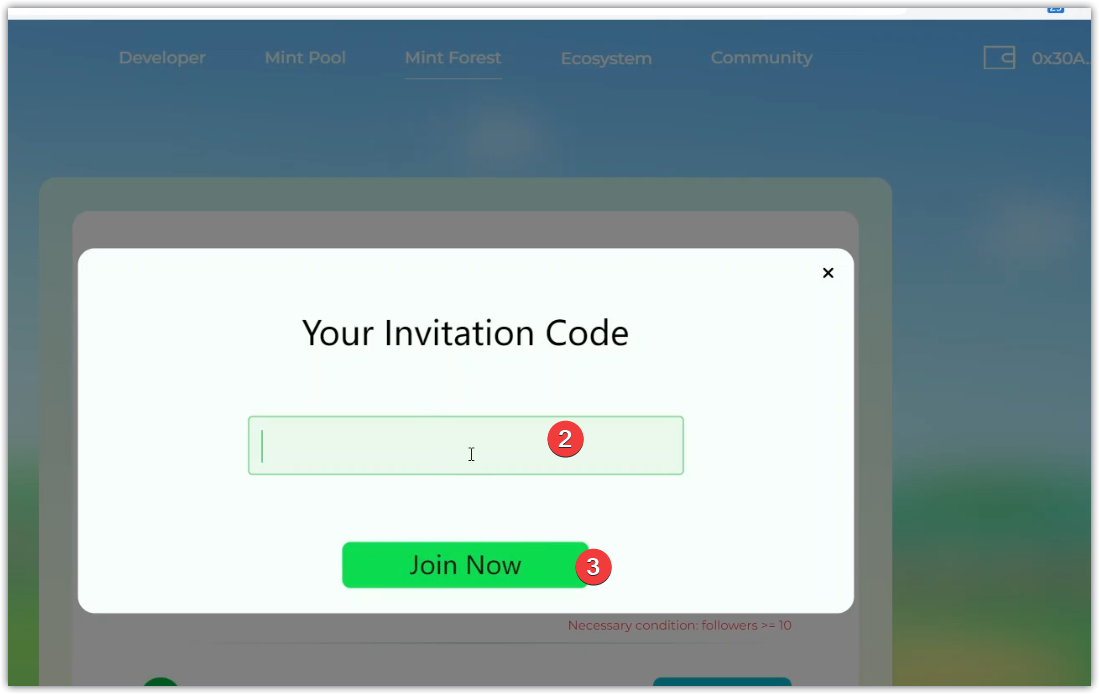 Developer Mint Pool Mint Forest Ecosystem Community 0x30A..
Your Invitation Code
2
Join Now 3
Necessary condition: followers >= 10